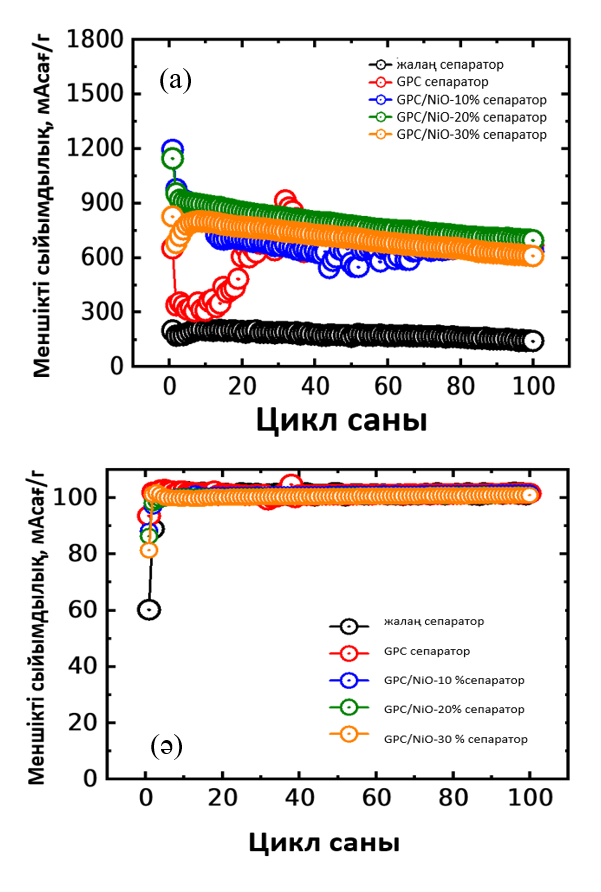 1800
1500
1200
900
600
300
0
Меншікті сыйымдылық, мАсағ/г
(а)
жалаң сепаратор
GPC сепаратор
GPC/NiO-10% сепаратор
GPC/NiO-20% сепаратор
GPC/NiO-30% сепаратор
0 20 40 60 80 100
Цикл саны
100
80
60
40
20
0
Меншікті сыйымдылық, мАсағ/г
жалаң сепаратор
GPC сепаратор
GPC/NiO-10 %сепаратор
GPC/NiO-20% сепаратор
GPC/NiO-30 % сепаратор
(ә)
0 20 40 60 80 100
Цикл саны